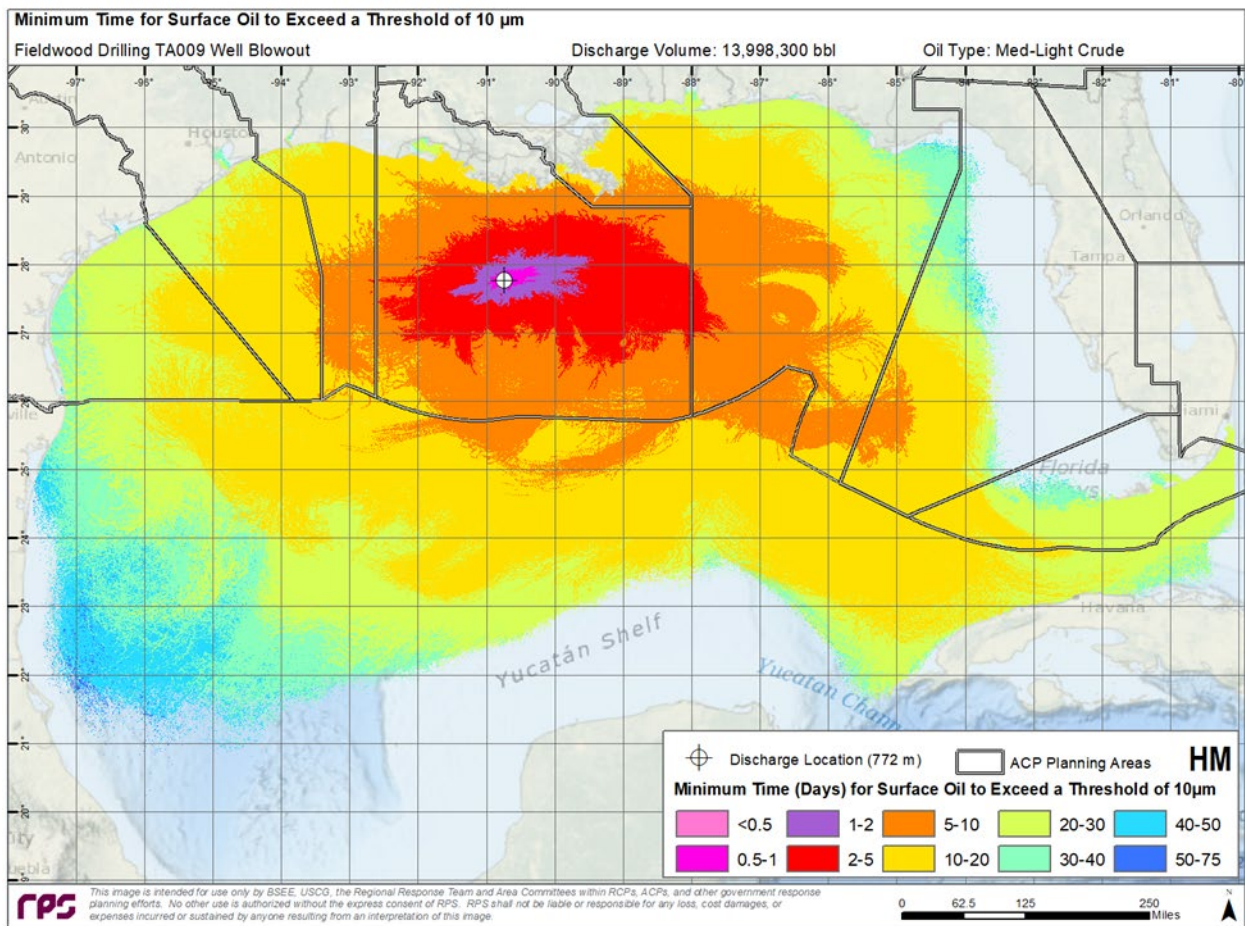 Minimum Time for Surface Oil to Exceed a Threshold of 10 µm
Fieldwood Drilling TA009 Well Blowout Discharge Volume: 13,998,300 bbl Oil Type: Med-Light Crude
-97° -96° -95° -94° -93° -92° -91° -90° -89° -88° -87° -86° -85° -84° -83° -82° -81° -80
Austin
30°
Houston
Antonio
29°
Orlando
28°
Tampa
27°
26°
ville
Miami
25°
Florida
24°
23°
Havana
Yucatán Shelf
22°
Yucatan Chann
21°
20°
Discharge Location (772 m) ACP Planning Areas HM
Minimum Time (Days) for Surface Oil to Exceed a Threshold of 10µm
<0.5 1-2 5-10 20-30 40-50
0.5-1 2-5 10-20 30-40 50-75
rps
This image is intended for use only by BSEE, USCG, the Regional Response Team and Area Committees within RCPs, ACPs, and other government response
planning efforts. No other use is authorized without the express consent of RPS. RPS shall not be liable or responsible for any loss, cost damages, or
expenses incurred or sustained by anyone resulting from an interpretation of this image.
0 62.5 125 250
Miles
N